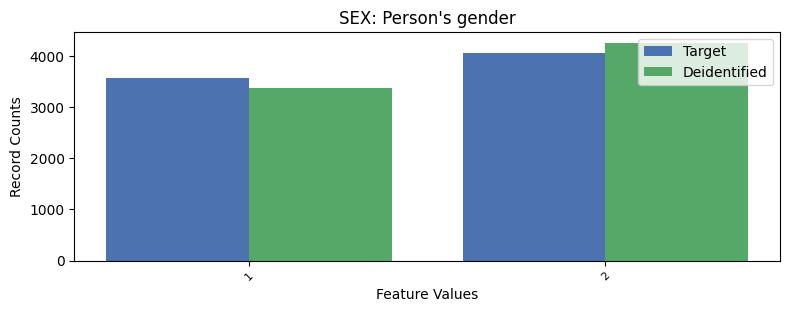 SEX: Person's gender
Target
Deidentified
Record Counts
4000
3000
2000
1000
0
1
2
Feature Values